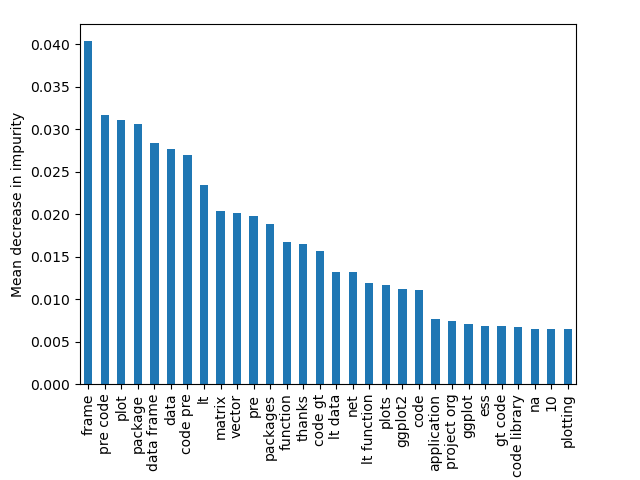 0.040
0.035
0.030
0.025
0.020
0.015
0.010
0.005
0.000
Mean decrease in impurity
frame
pre code
plot
package
data frame
data
code pre
lt
matrix
vector
pre
packages
function
thanks
code gt
lt data
net
lt function
plots
ggplot2
code
application
project org
ggplot
ess
gt code
code library
na
10
plotting